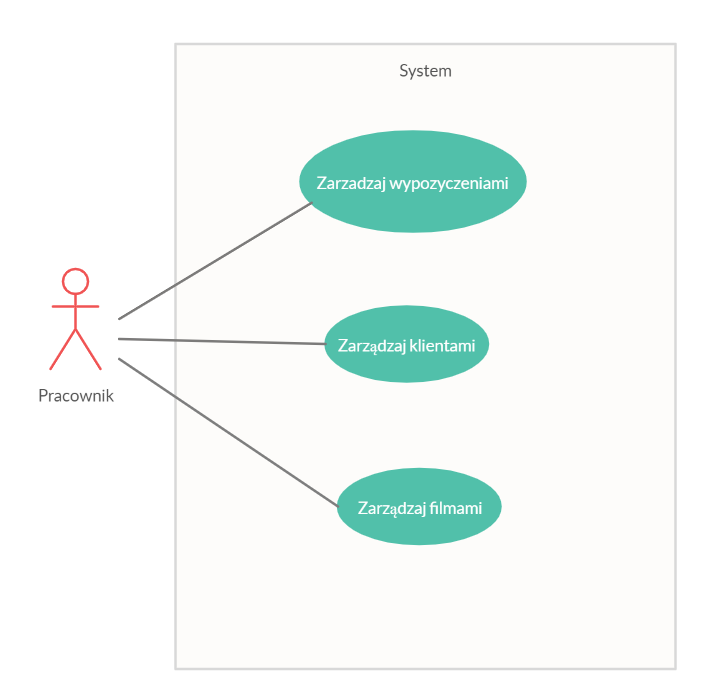 System
Zarzadzaj wypozyczeniami
Zarządzaj klientami
Pracownik
Zarządzaj filmami